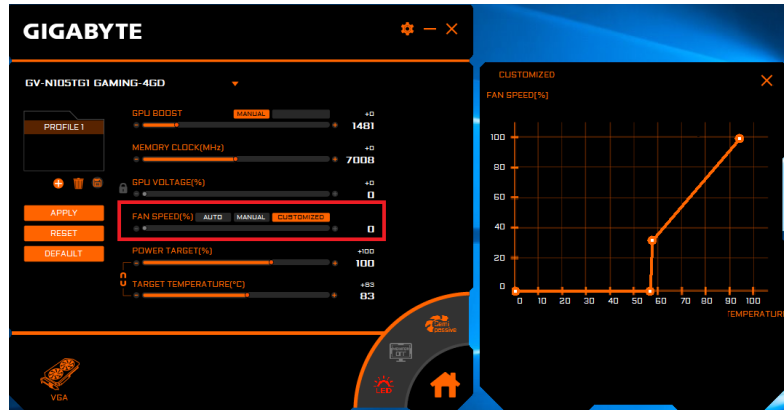 GIGABYTE
GV-N105TG1 GAMING-4GD
PROFILE 1
APPLY
RESET
DEFAULT
GPU BOOST MANUAL +0
1481
MEMORY CLOCK(MHz) +0
7008
GPU VOLTAGE(%) +0
0
FAN SPEED(%) AUTO MANUAL CUSTOMIZED
0
POWER TARGET(%) +100
100
TARGET TEMPERATURE(°C) +83
83
SEMI
PASSIVE
OFF
LED
VGA
CUSTOMIZED
FAN SPEED[%]
100
80
60
40
20
0
0 10 20 30 40 50 60 70 80 90 100
TEMPERATURE